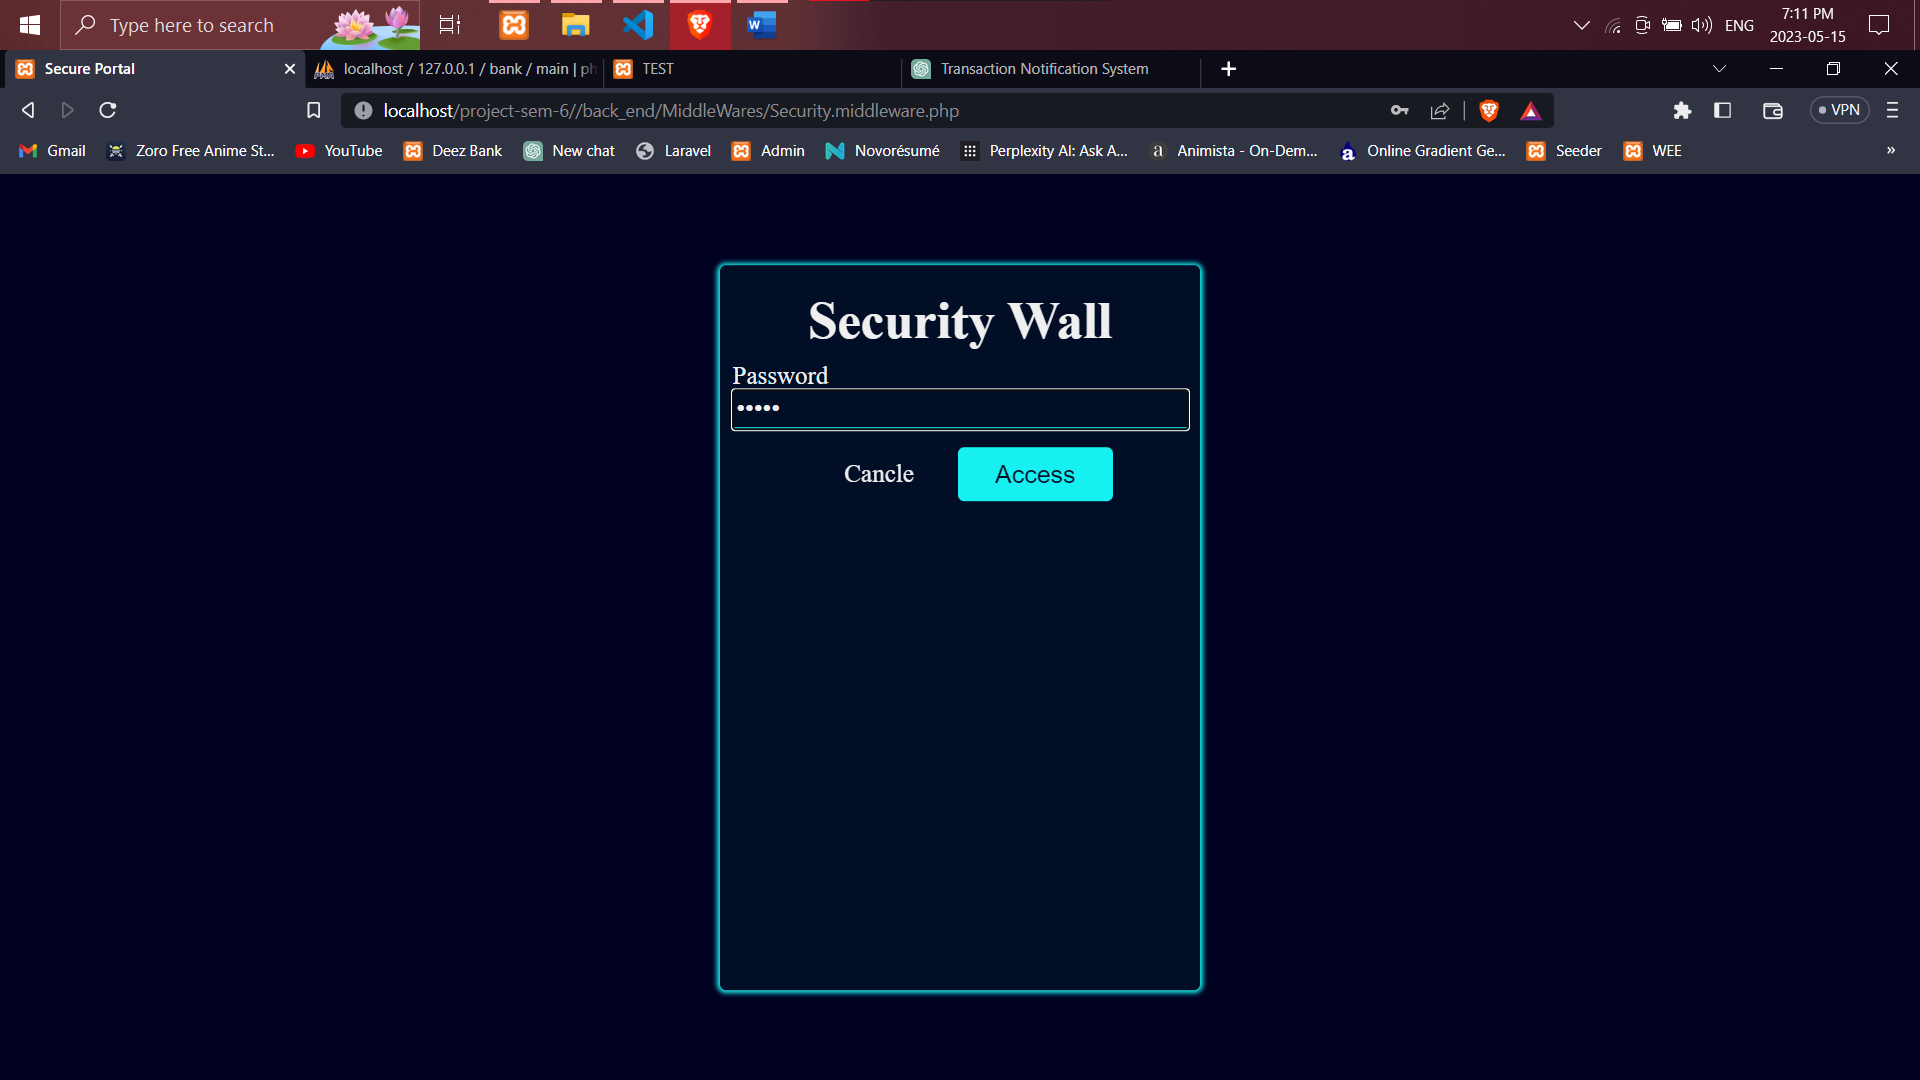 Type here to search
ENG
7:11 PM
2023-05-15
Secure Portal
localhost / 127.0.0.1 / bank / main | ph
TEST
Transaction Notification System
localhost/project-sem-6//back_end/MiddleWares/Security.middleware.php
VPN
Gmail
Zoro Free Anime St...
YouTube
Deez Bank
New chat
Laravel
Admin
Novorésumé
Perplexity AI: Ask A...
Animista - On-Dem...
Online Gradient Ge...
Seeder
WEE
»
Security Wall
Password
•••••
Cancle
Access